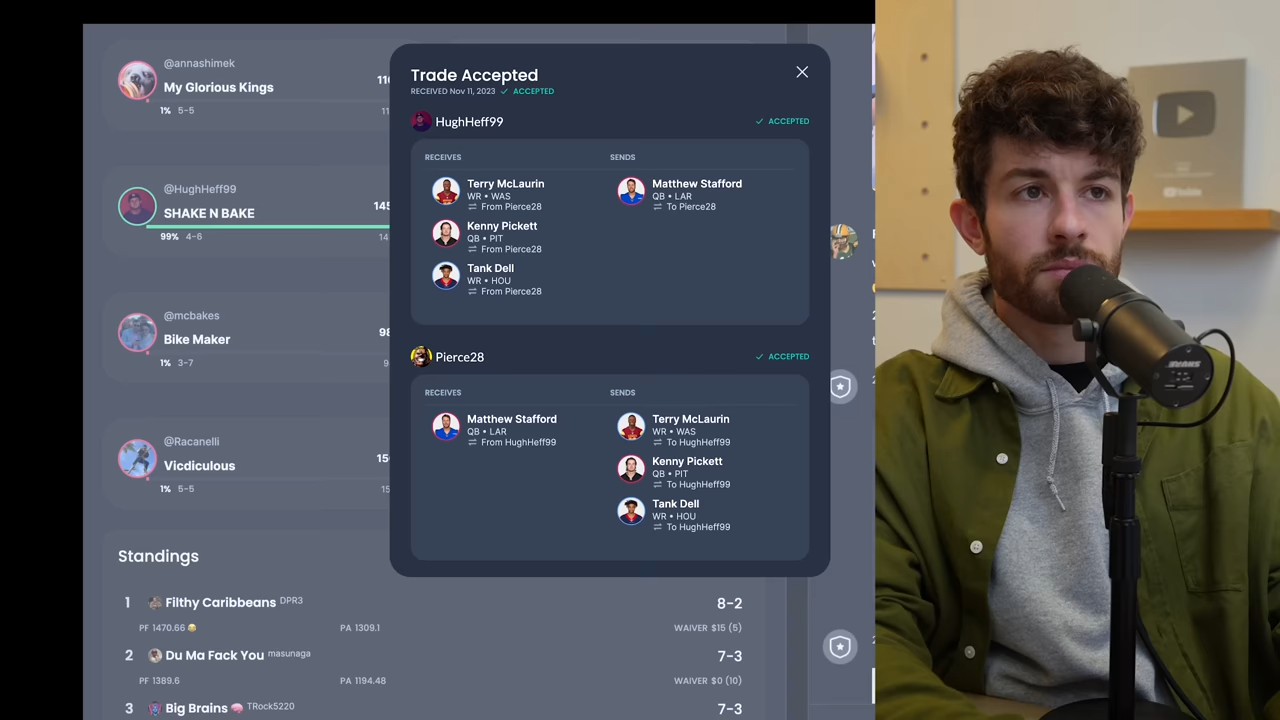 @annashimek
My Glorious Kings
1% 5-5
@HughHeff99
SHAKE N BAKE
99% 4-6
@mcbakes
Bike Maker
1% 3-7
@Racanelli
Vicdiculous
1% 5-5
Trade Accepted
RECEIVED Nov 11, 2023 ✓ ACCEPTED
HughHeff99 ✓ ACCEPTED
RECEIVES SENDS
Terry McLaurin
WR • WAS
From Pierce28
Kenny Pickett
QB • PIT
From Pierce28
Tank Dell
WR • HOU
From Pierce28
Matthew Stafford
QB • LAR
To Pierce28
Pierce28 ✓ ACCEPTED
RECEIVES SENDS
Matthew Stafford
QB • LAR
From HughHeff99
Terry McLaurin
WR • WAS
To HughHeff99
Kenny Pickett
QB • PIT
To HughHeff99
Tank Dell
WR • HOU
To HughHeff99
Standings
1 Filthy Caribbeans DPR3 8-2
PF 1470.66 PA 1309.1 WAIVER $15 (5)
2 Du Ma Fack You masunaga 7-3
PF 1389.6 PA 1194.48 WAIVER $0 (10)
3 Big Brains TRock5220 7-3
SHURE
YouTube